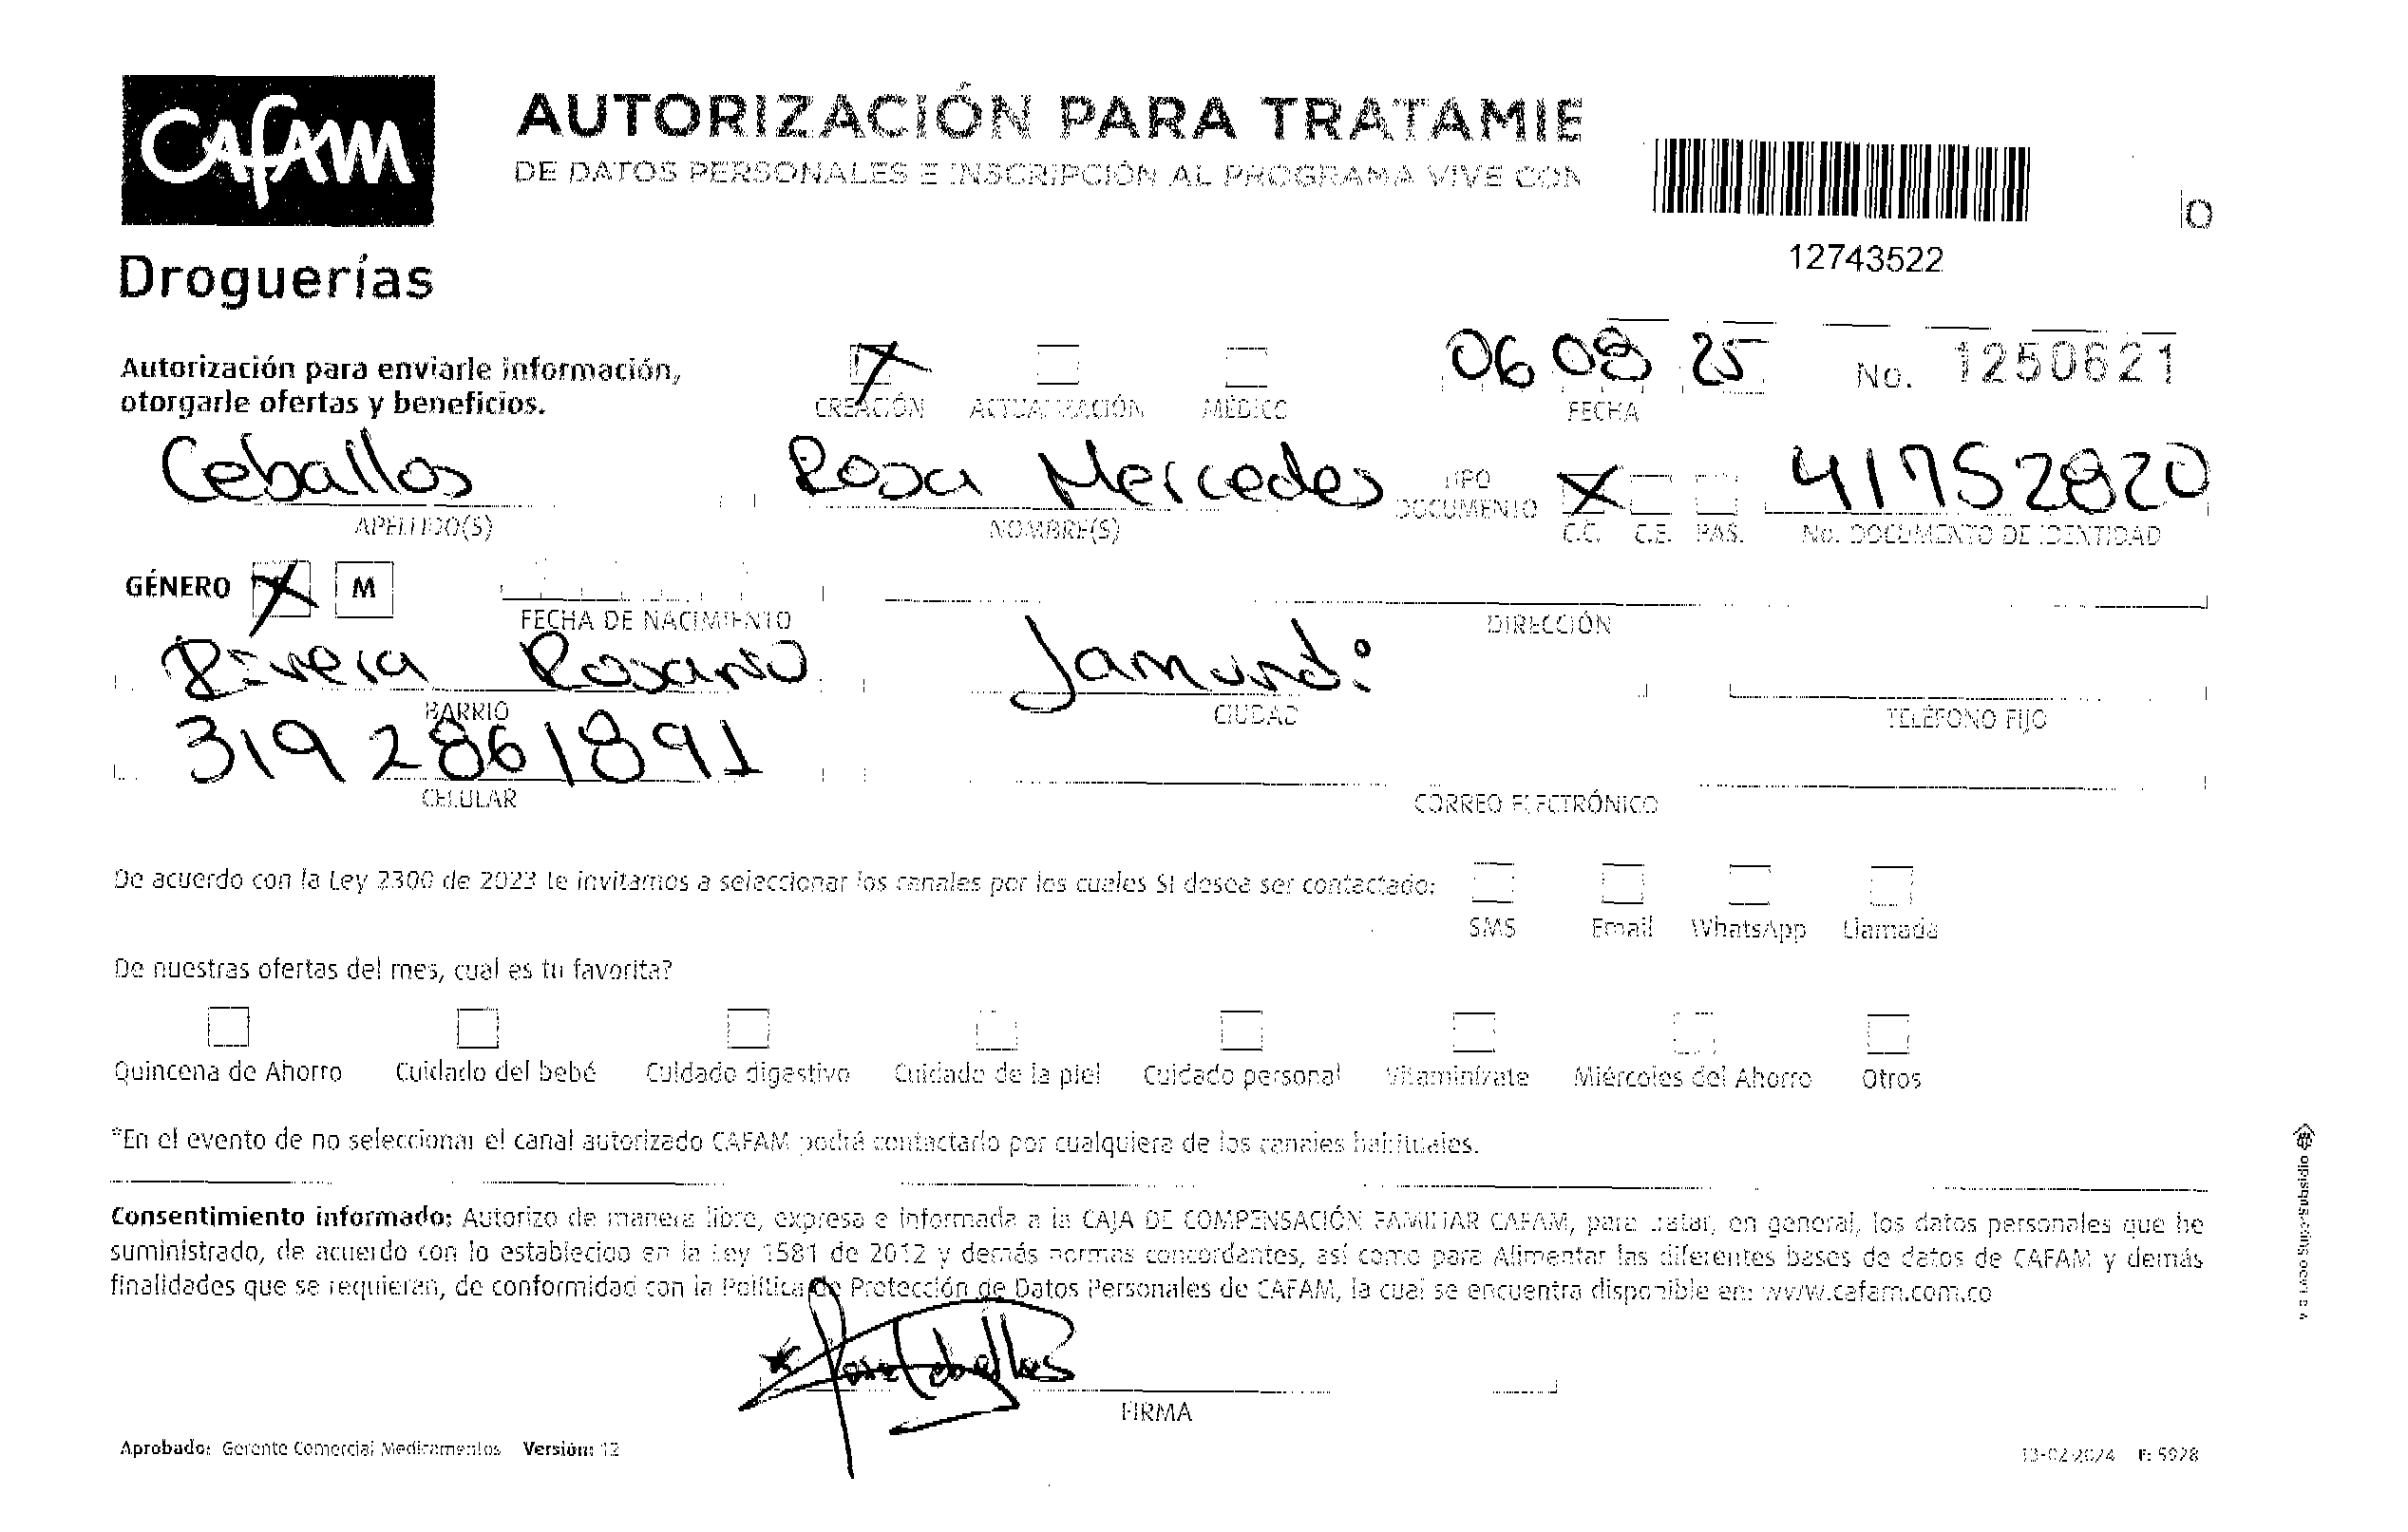 CAfAM
Droguerías
AUTORIZACIÓN PARA TRATAMIE
DE DATOS PERSONALES E INSCRIPCIÓN AL PROGRAMA VIVE CON
IO
12743522
Autorización para enviarle información,
otorgarle ofertas y beneficios.
CREACIÓN ACTUALIZACIÓN MÉDICO
06 08 25
FECHA
No. 1250621
Ceballos
APELLIDO(S)
Rosa Mercedes
NOMBRE(S)
TIPO
DOCUMENTO
C.C. C.E. PAS.
41752820
No. DOCUMENTO DE IDENTIDAD
GÉNERO M
FECHA DE NACIMIENTO
DIRECCIÓN
Rivera Rosario
BARRIO
Jamundi
CIUDAD
TELÉFONO FIJO
319 2861891
CELULAR
CORREO ELECTRÓNICO
De acuerdo con la Ley 2300 de 2023 te invitamos a seleccionar los canales por los cuales SI desea ser contactado:
SMS Email WhatsApp Llamada
De nuestras ofertas del mes, cual es tu favorita?
Quincena de Ahorro Cuidado del bebé Cuidado digestivo Cuidado de la piel Cuidado personal Vitaminívate Miércoles del Ahorro Otros
*En el evento de no seleccionar el canal autorizado CAFAM podrá contactarlo por cualquiera de los canales habituales.
Consentimiento informado: Autorizo de manera libre, expresa e informada a la CAJA DE COMPENSACIÓN FAMILIAR CAFAM, para tratar, en general, los datos personales que he
suministrado, de acuerdo con lo establecido en la Ley 1581 de 2012 y demás normas concordantes, así como para Alimentar las diferentes bases de datos de CAFAM y demás
finalidades que se requieran, de conformidad con la Política de Protección de Datos Personales de CAFAM, la cual se encuentra disponible en: www.cafam.com.co
Rosa Ceballos
FIRMA
Aprobado: Gerente Comercial Medicamentos Versión: 12
13-02-2024 F: 5928
SuperSubsidio